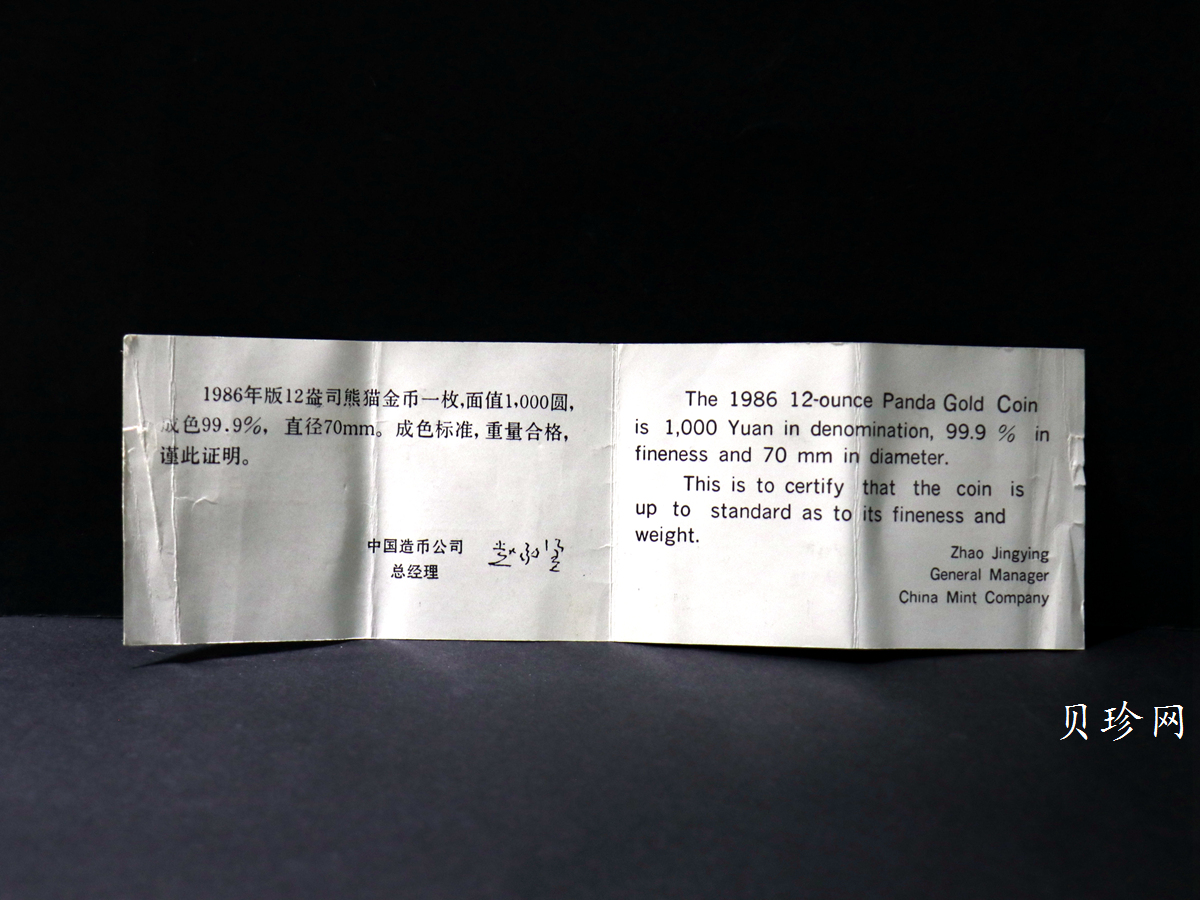 1986年版12盎司熊猫金币一枚,面值1,000圆,
成色99.9%, 直径70mm。成色标准,重量合格,
谨此证明。
中国造币公司
总经理
The 1986 12-ounce Panda Gold Coin
is 1,000 Yuan in denomination, 99.9 % in
fineness and 70 mm in diameter.
This is to certify that the coin is
up to standard as to its fineness and
weight.
Zhao Jingying
General Manager
China Mint Company
贝珍网